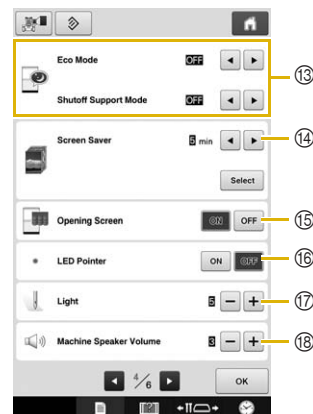 Eco Mode OFF ⑬
Shutoff Support Mode OFF
Screen Saver 5 min ⑭
Select
Opening Screen ON OFF ⑮
LED Pointer ON OFF ⑯
Light 5 − + ⑰
Machine Speaker Volume 3 − + ⑱
4/6 OK